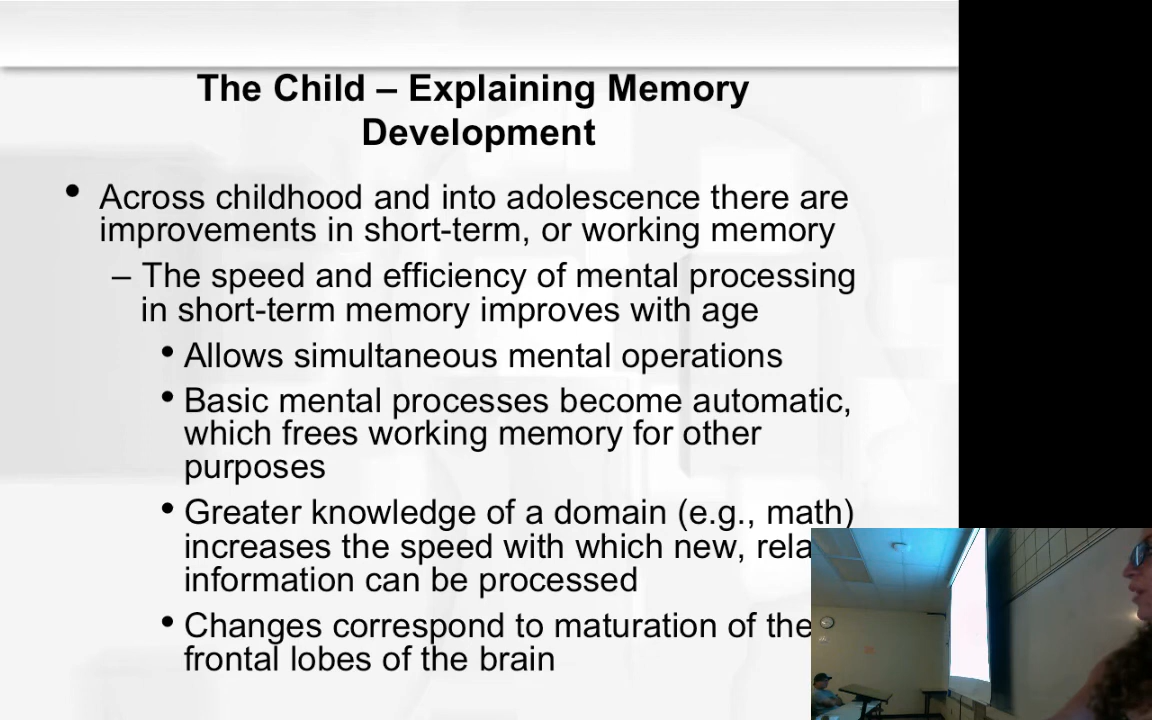 The Child – Explaining Memory
Development
• Across childhood and into adolescence there are
improvements in short-term, or working memory
– The speed and efficiency of mental processing
in short-term memory improves with age
• Allows simultaneous mental operations
• Basic mental processes become automatic,
which frees working memory for other
purposes
• Greater knowledge of a domain (e.g., math)
increases the speed with which new,
information can be processed
• Changes correspond to maturation of the
frontal lobes of the brain